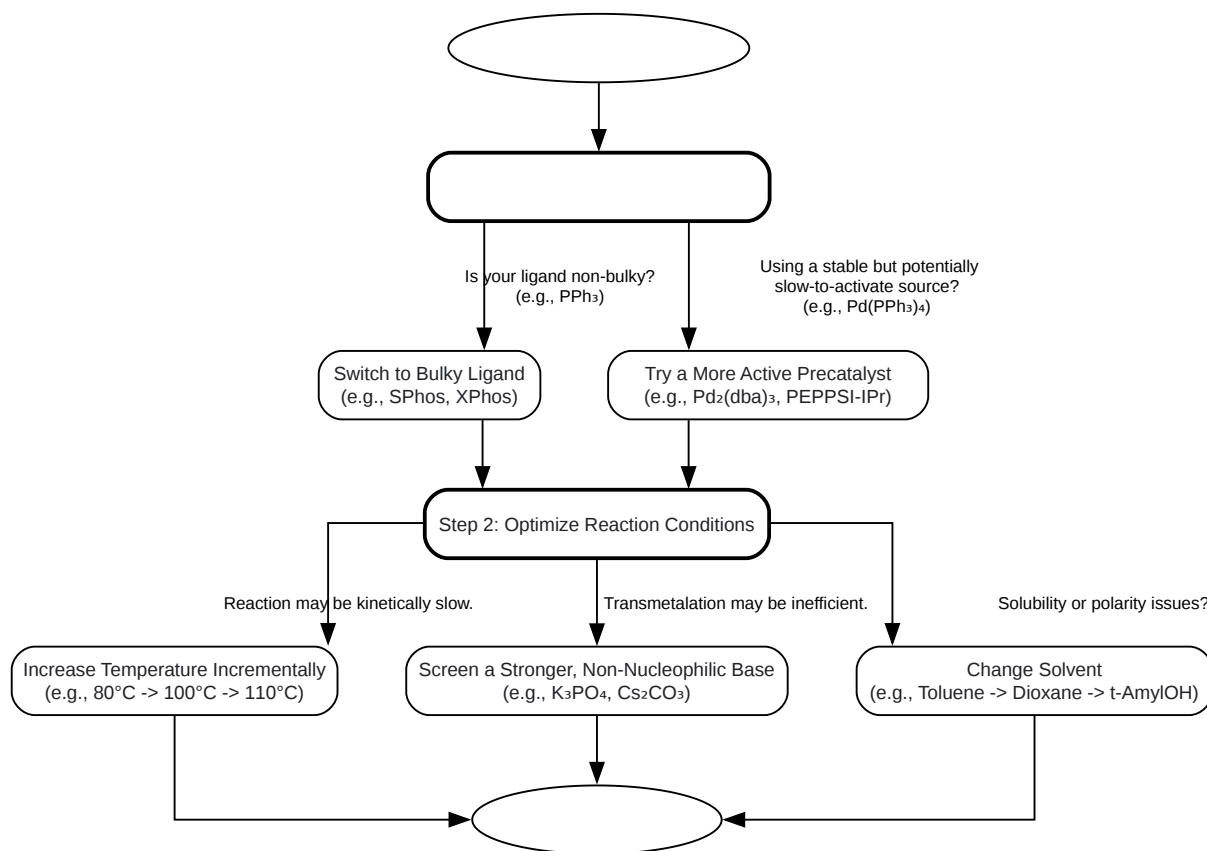 Is your ligand non-bulky?
(e.g., PPh₃)
Using a stable but potentially
slow-to-activate source?
(e.g., Pd(PPh₃)₄)
Switch to Bulky Ligand
(e.g., SPhos, XPhos)
Try a More Active Precatalyst
(e.g., Pd₂(dba)₃, PEPPSI-IPr)
Step 2: Optimize Reaction Conditions
Reaction may be kinetically slow.
Transmetalation may be inefficient.
Solubility or polarity issues?
Increase Temperature Incrementally
(e.g., 80°C -> 100°C -> 110°C)
Screen a Stronger, Non-Nucleophilic Base
(e.g., K₃PO₄, Cs₂CO₃)
Change Solvent
(e.g., Toluene -> Dioxane -> t-AmylOH)